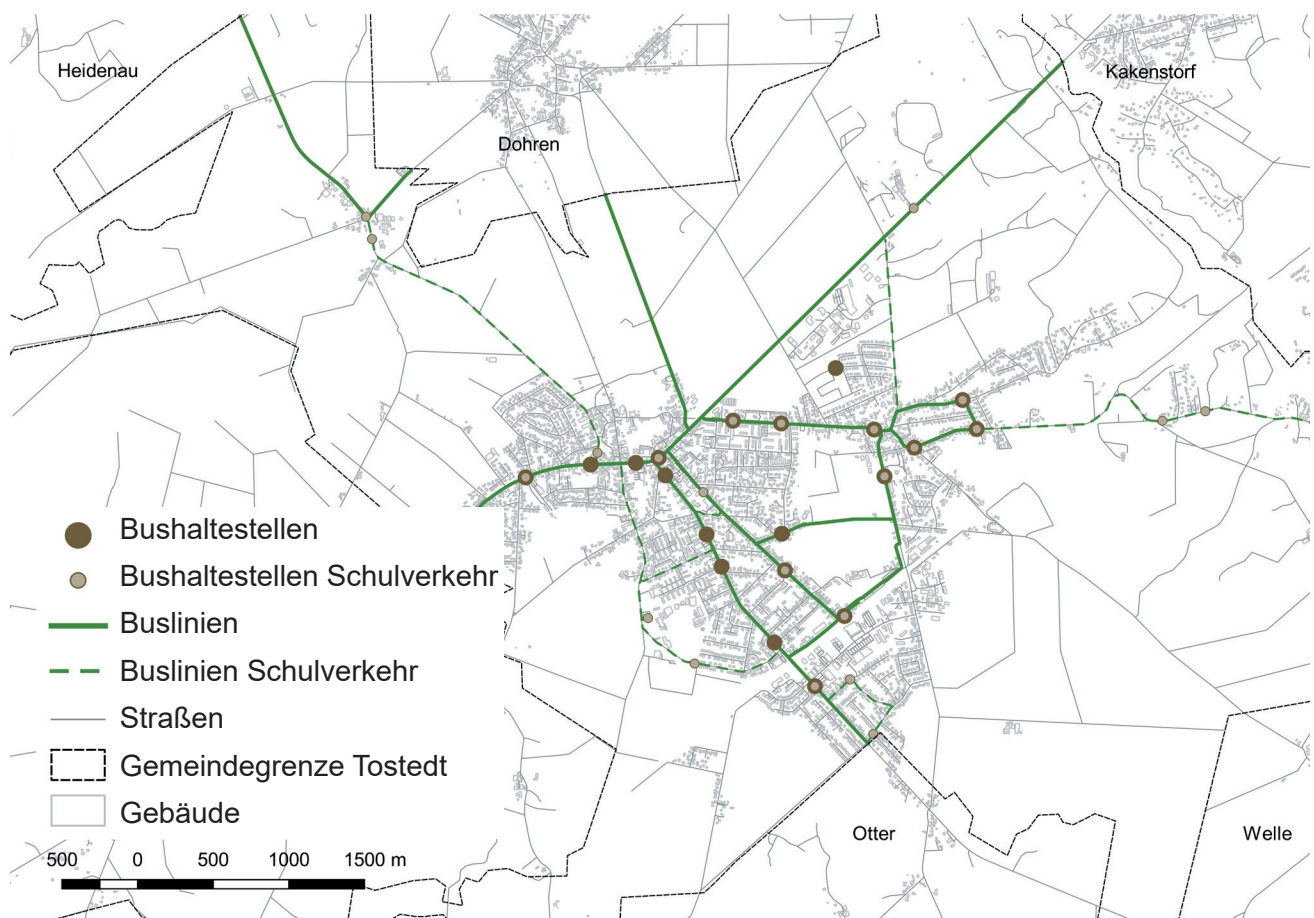 Heidenau
Kakenstorf
Dohren
Bushaltestellen
Bushaltestellen Schulverkehr
Buslinien
Buslinien Schulverkehr
Straßen
Gemeindegrenze Tostedt
Gebäude
Otter
Welle
500 0 500 1000 1500 m